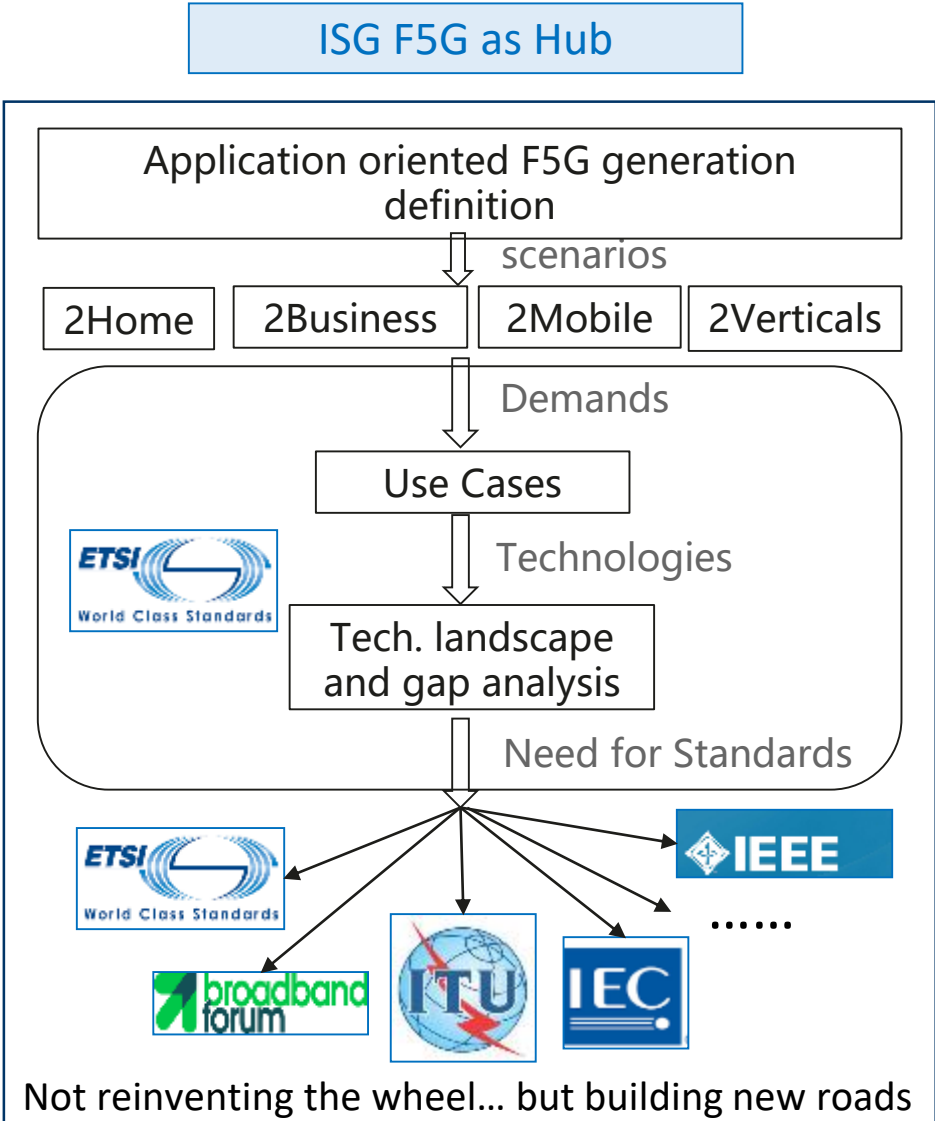 ISG F5G as Hub
Application oriented F5G generation
definition
scenarios
2Home
2Business
2Mobile
2Verticals
Demands
Use Cases
ETSI
World Class Standards
Technologies
Tech. landscape
and gap analysis
Need for Standards
ETSI
World Class Standards
IEEE
......
broadband
forum
ITU
IEC
Not reinventing the wheel... but building new roads